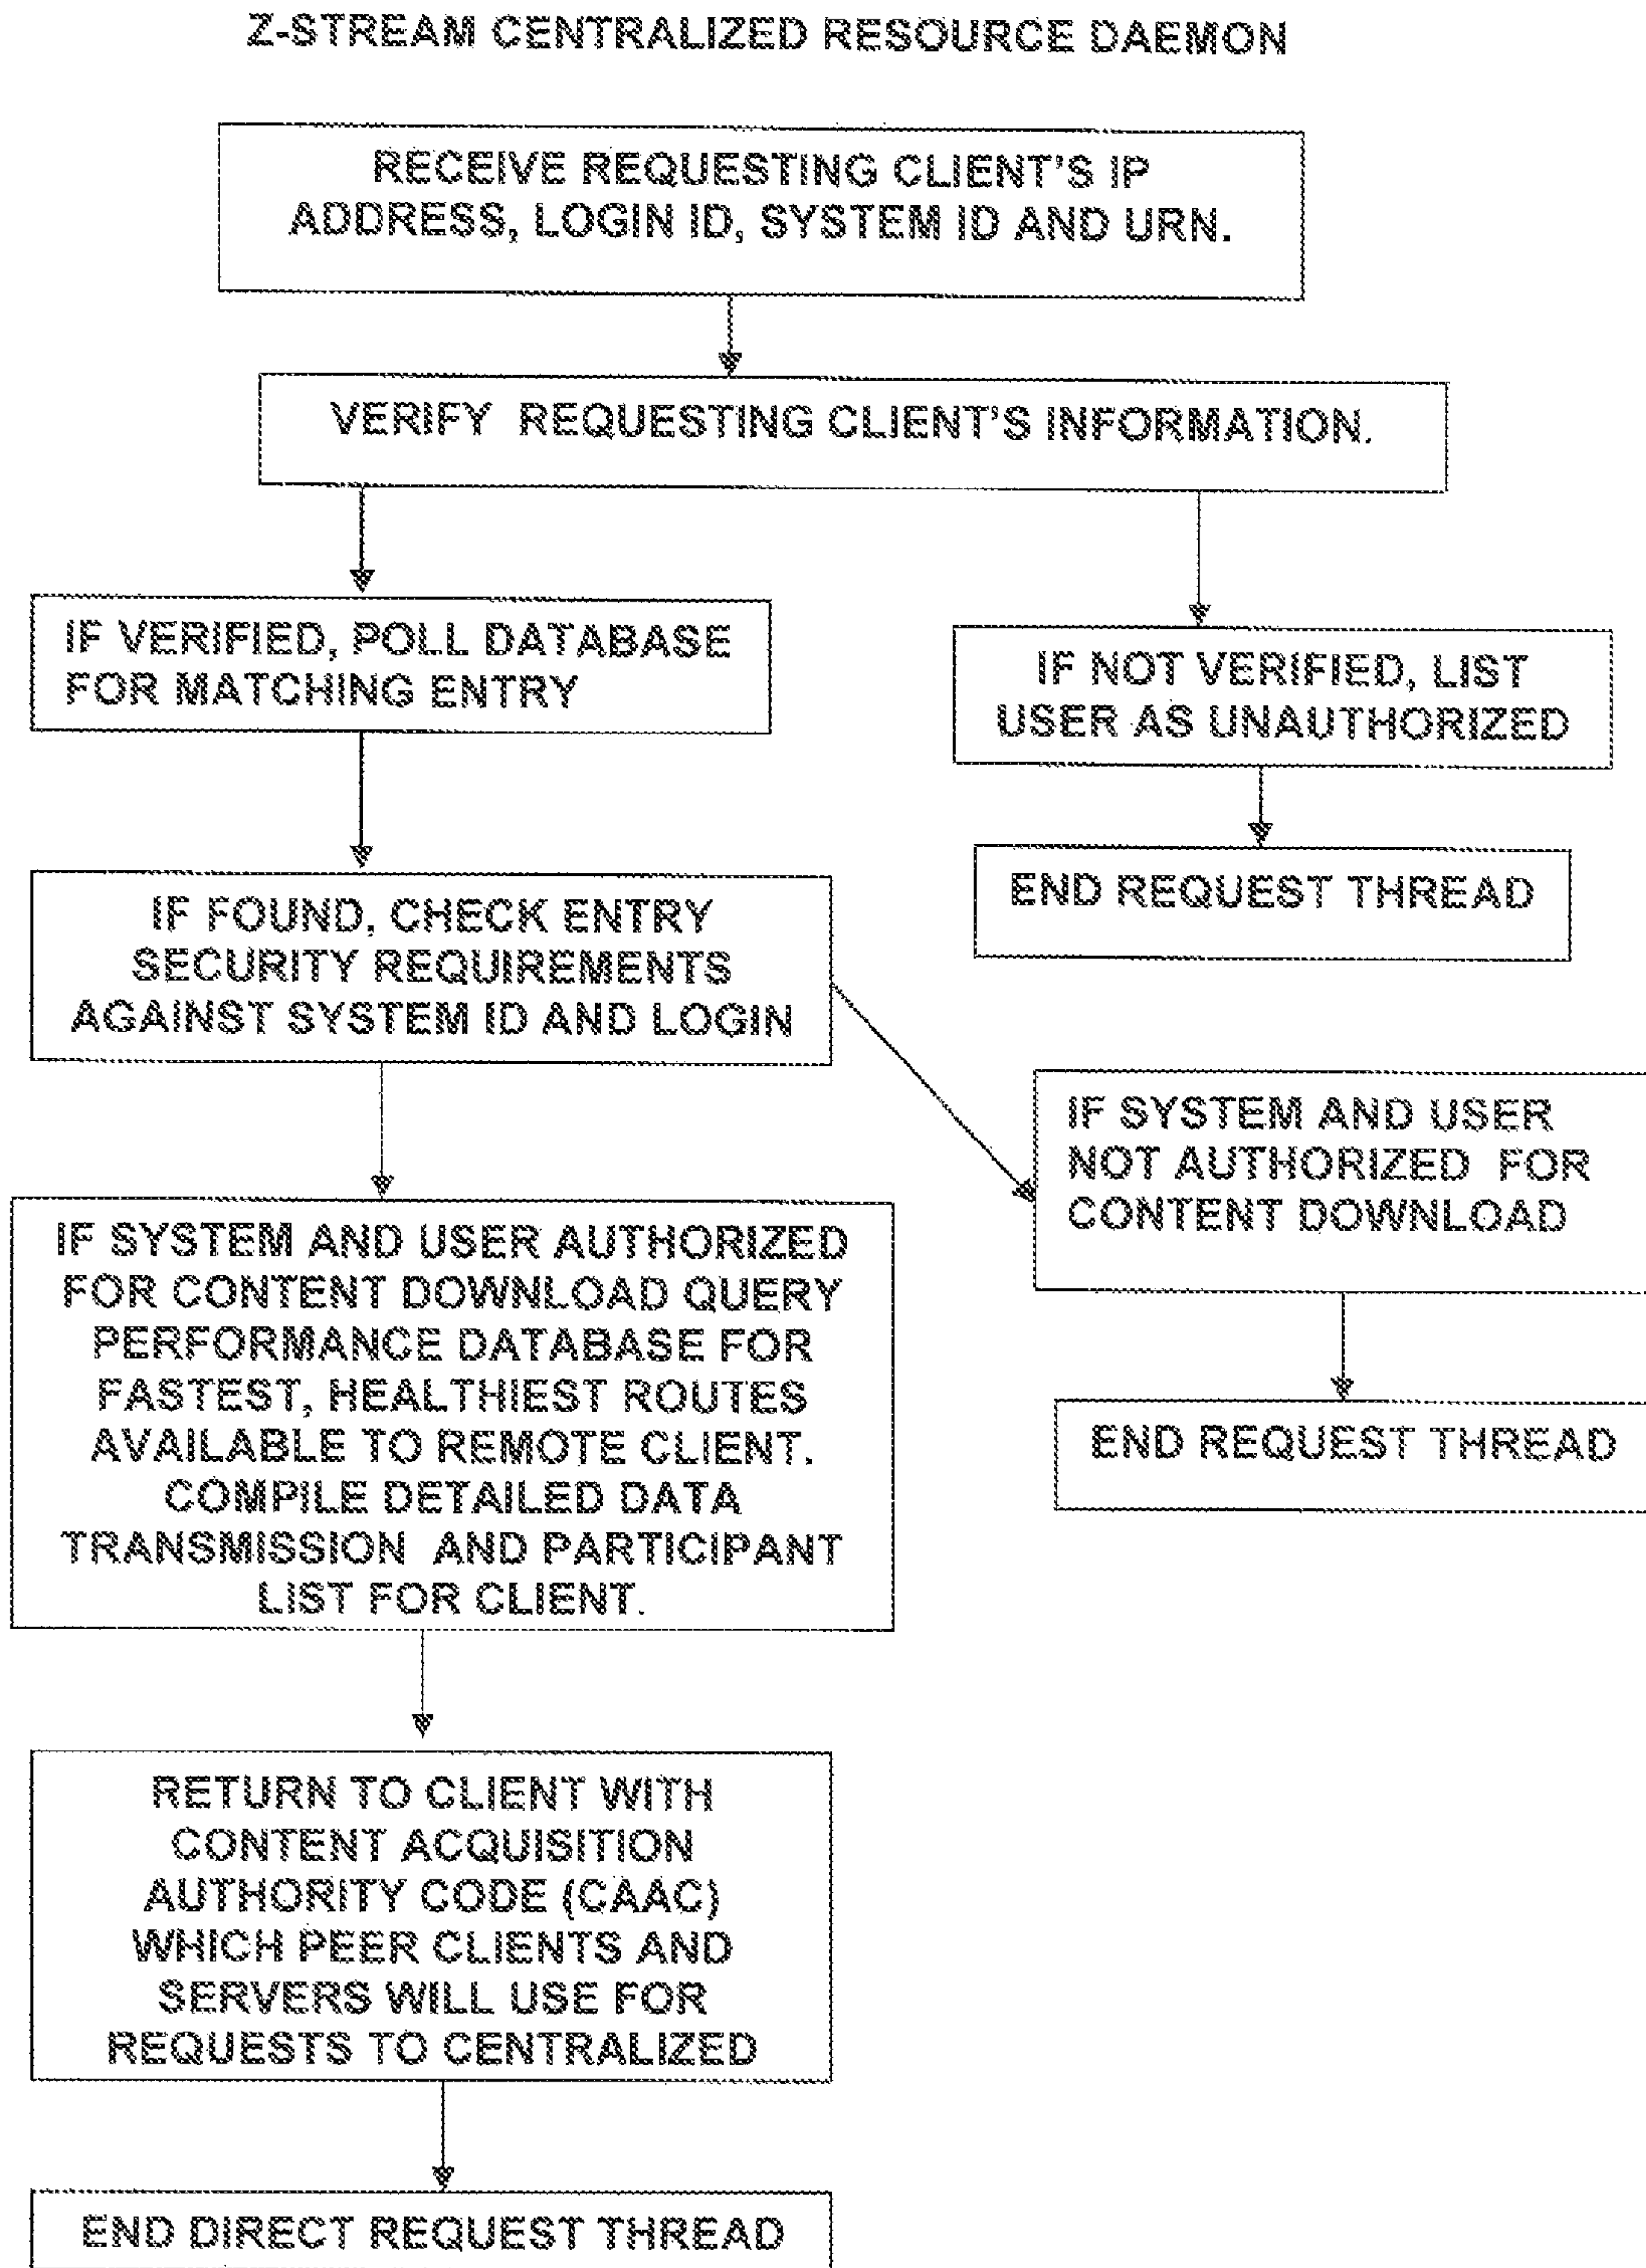 Z-STREAM CENTRALIZED RESOURCE DAEMON
RECEIVE REQUESTING CLIENT'S IP
ADDRESS, LOGIN ID, SYSTEM ID AND URN.
VERIFY REQUESTING CLIENT'S INFORMATION.
IF VERIFIED, POLL DATABASE
FOR MATCHING ENTRY
IF NOT VERIFIED, LIST
USER AS UNAUTHORIZED
END REQUEST THREAD
IF FOUND, CHECK ENTRY
SECURITY REQUIREMENTS
AGAINST SYSTEM ID AND LOGIN
IF SYSTEM AND USER
NOT AUTHORIZED FOR
CONTENT DOWNLOAD
END REQUEST THREAD
IF SYSTEM AND USER AUTHORIZED
FOR CONTENT DOWNLOAD QUERY
PERFORMANCE DATABASE FOR
FASTEST, HEALTHIEST ROUTES
AVAILABLE TO REMOTE CLIENT.
COMPILE DETAILED DATA
TRANSMISSION AND PARTICIPANT
LIST FOR CLIENT.
RETURN TO CLIENT WITH
CONTENT ACQUISITION
AUTHORITY CODE (CAAC)
WHICH PEER CLIENTS AND
SERVERS WILL USE FOR
REQUESTS TO CENTRALIZED
END DIRECT REQUEST THREAD